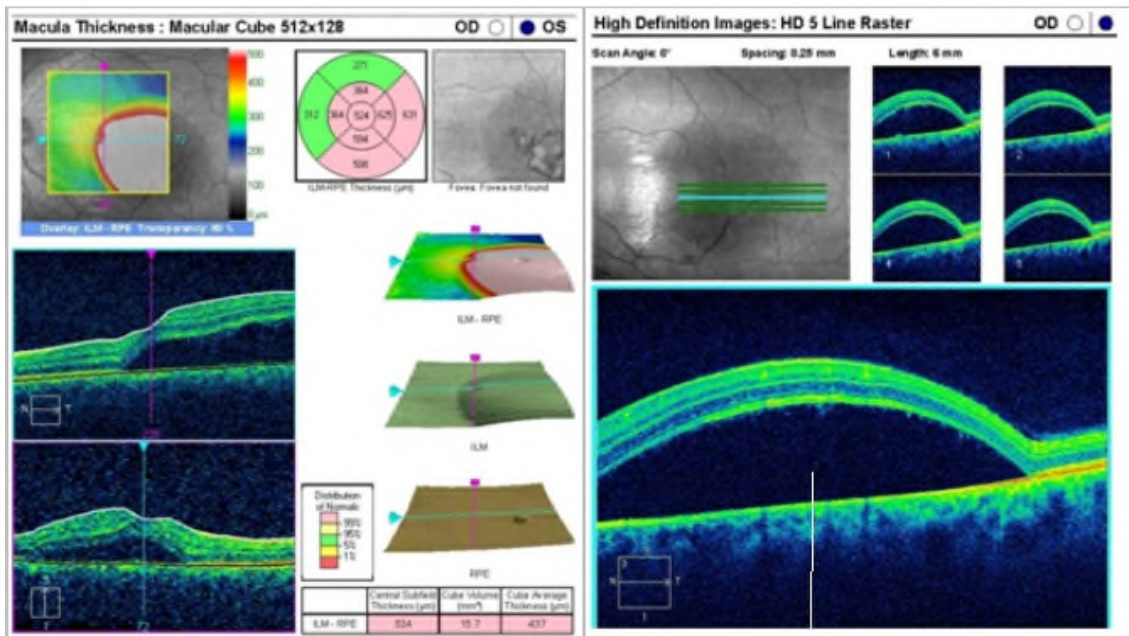 Macula Thickness : Macular Cube 512x128 OD OS
500
400
300
200
100
0 µm
Overlay: ILM - RPE Transparency: 60 %
271
364
312 364 524 625 631
594
ILM-RPE Thickness (µm)
Fovea: Fovea not found
ILM - RPE
ILM
RPE
N T
S
I
Distribution
of Normals
99%
95%
5%
1%
Central Subfield Thickness (µm) Cube Volume (mm³) Cube Average Thickness (µm)
ILM - RPE 524 15.7 437
High Definition Images: HD 5 Line Raster OD
Scan Angle: 0° Spacing: 0.25 mm Length: 6 mm
1 2
4 5
3
N T